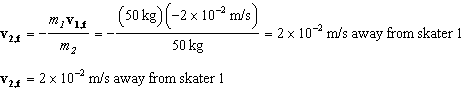 v₂,f = - m₁v₁,f / m₂ = - (50 kg)(-2 × 10⁻² m/s) / 50 kg = 2 × 10⁻² m/s away from skater 1
v₂,f = 2 × 10⁻² m/s away from skater 1